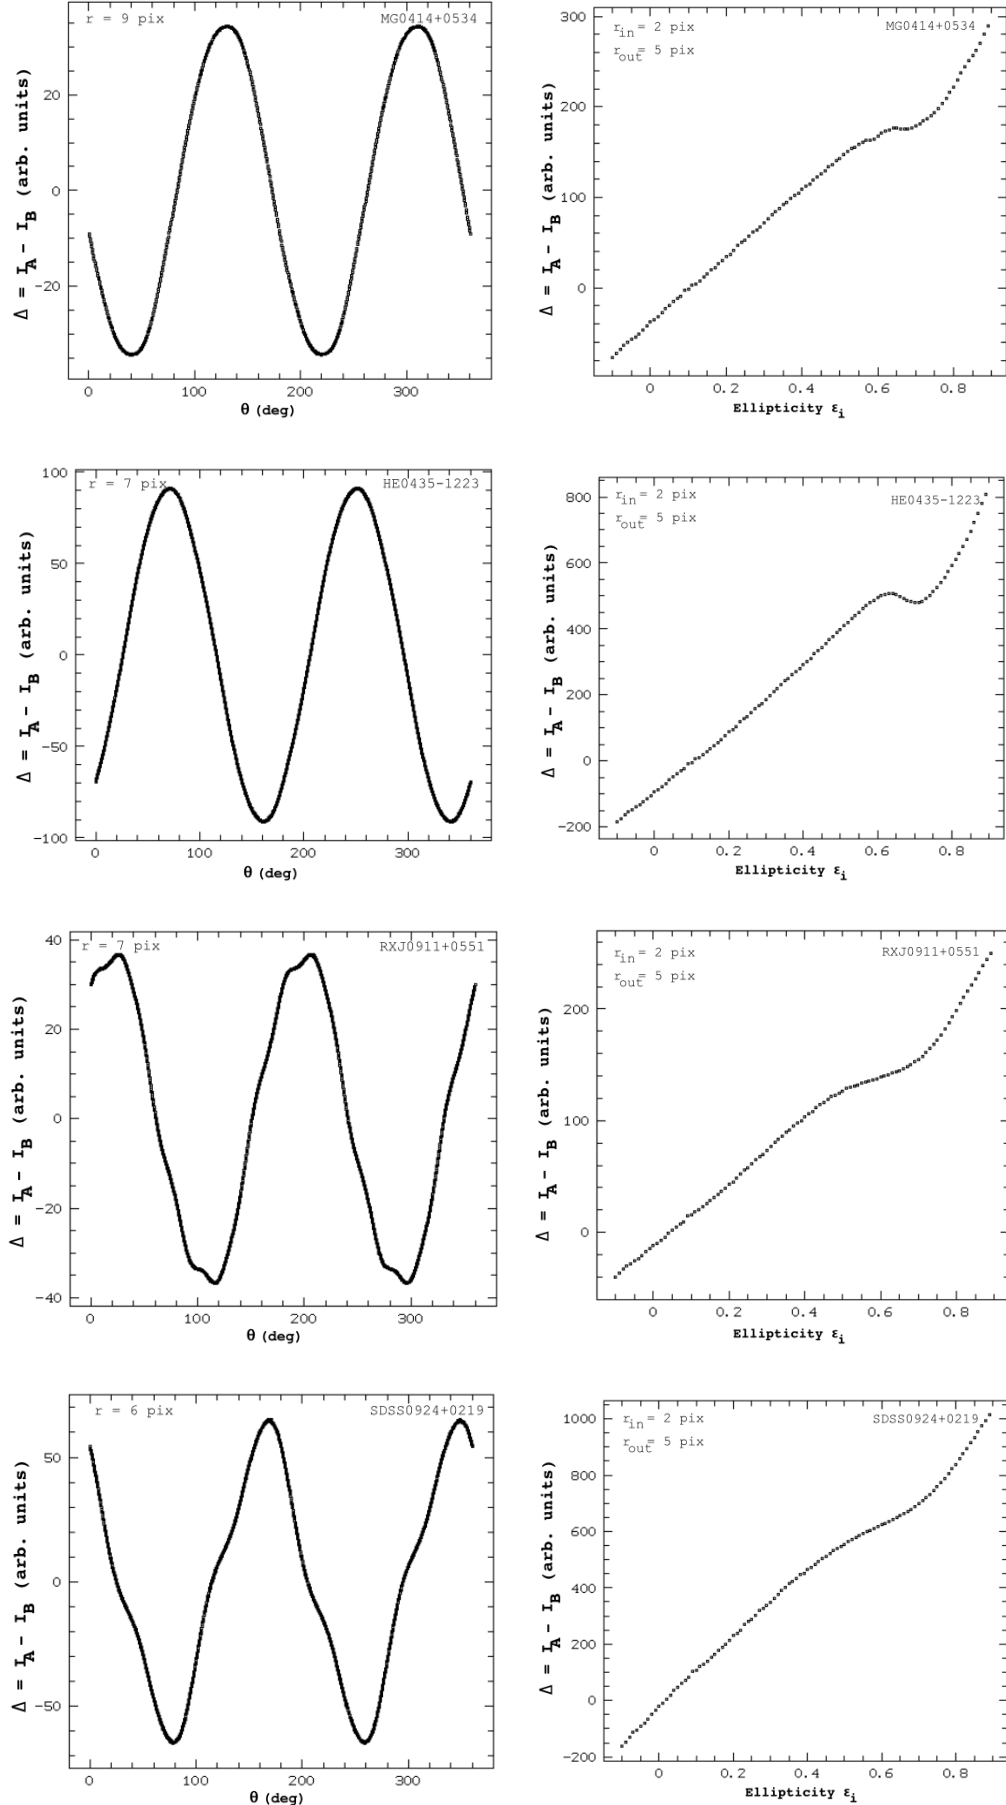 r = 9 pix MG0414+0534
Δ = I_A - I_B (arb. units)
20
0
-20
0 100 200 300
θ (deg)
r_in = 2 pix MG0414+0534
r_out = 5 pix
Δ = I_A - I_B (arb. units)
300
200
100
0
0 0.2 0.4 0.6 0.8
Ellipticity ε_i
r = 7 pix HE0435-1223
Δ = I_A - I_B (arb. units)
100
50
0
-50
-100
0 100 200 300
θ (deg)
r_in = 2 pix HE0435-1223
r_out = 5 pix
Δ = I_A - I_B (arb. units)
800
600
400
200
0
-200
0 0.2 0.4 0.6 0.8
Ellipticity ε_i
r = 7 pix RXJ0911+0551
Δ = I_A - I_B (arb. units)
40
20
0
-20
-40
0 100 200 300
θ (deg)
r_in = 2 pix RXJ0911+0551
r_out = 5 pix
Δ = I_A - I_B (arb. units)
200
100
0
0 0.2 0.4 0.6 0.8
Ellipticity ε_i
r = 6 pix SDSS0924+0219
Δ = I_A - I_B (arb. units)
50
0
-50
0 100 200 300
θ (deg)
r_in = 2 pix SDSS0924+0219
r_out = 5 pix
Δ = I_A - I_B (arb. units)
1000
800
600
400
200
0
-200
0 0.2 0.4 0.6 0.8
Ellipticity ε_i